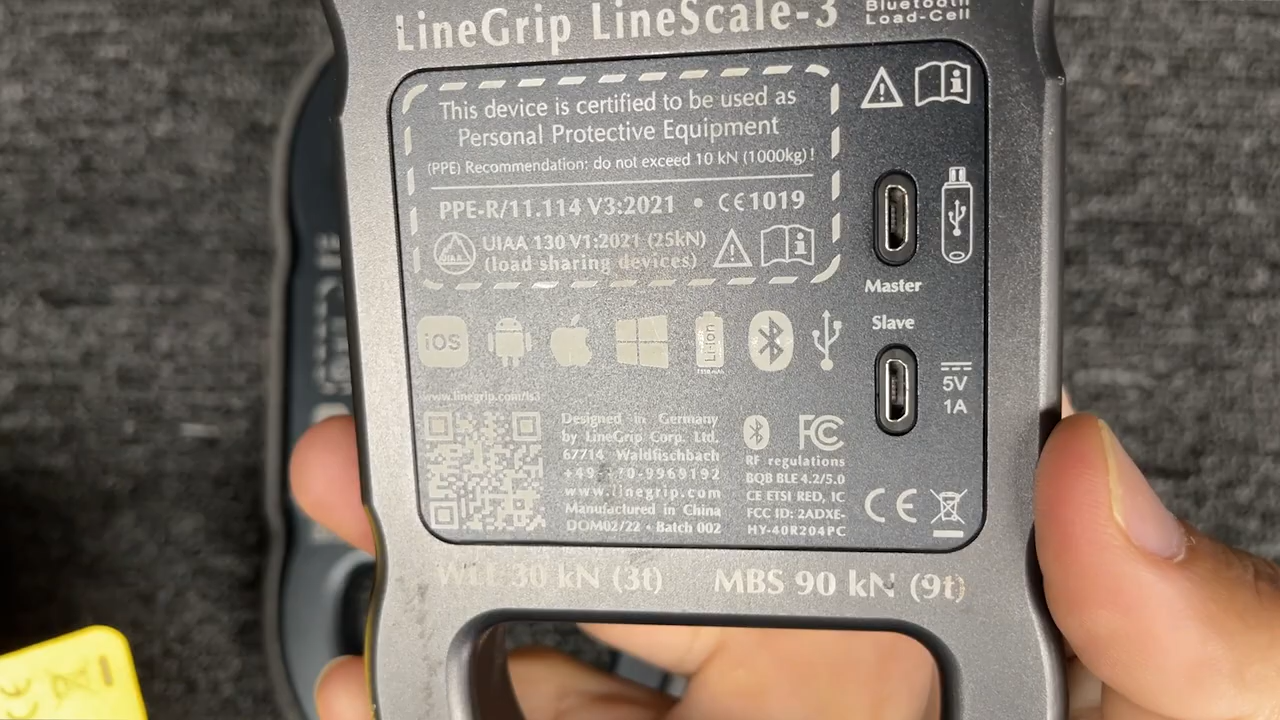 LineGrip LineScale-3
Bluetooth
Load-Cell
This device is certified to be used as
Personal Protective Equipment
(PPE) Recommendation: do not exceed 10 kN (1000kg)!
PPE-R/11.114 V3:2021 • CE1019
UIAA 130 V1:2021 (25kN)
(load sharing devices)
Master
Slave
5V
1A
iOS
Li-Ion
www.linegrip.com/ls3
Designed in Germany
by LineGrip Corp. Ltd.
67714 Waldfischbach
www.linegrip.com
Manufactured in China
DOM02/22 • Batch 002
FC
RF regulations
BQB BLE 4.2/5.0
CE ETSI RED, IC
FCC ID: 2ADXE-
HY-40R204PC
CE
WLL 30 kN (3t)
MBS 90 kN (9t)
CE